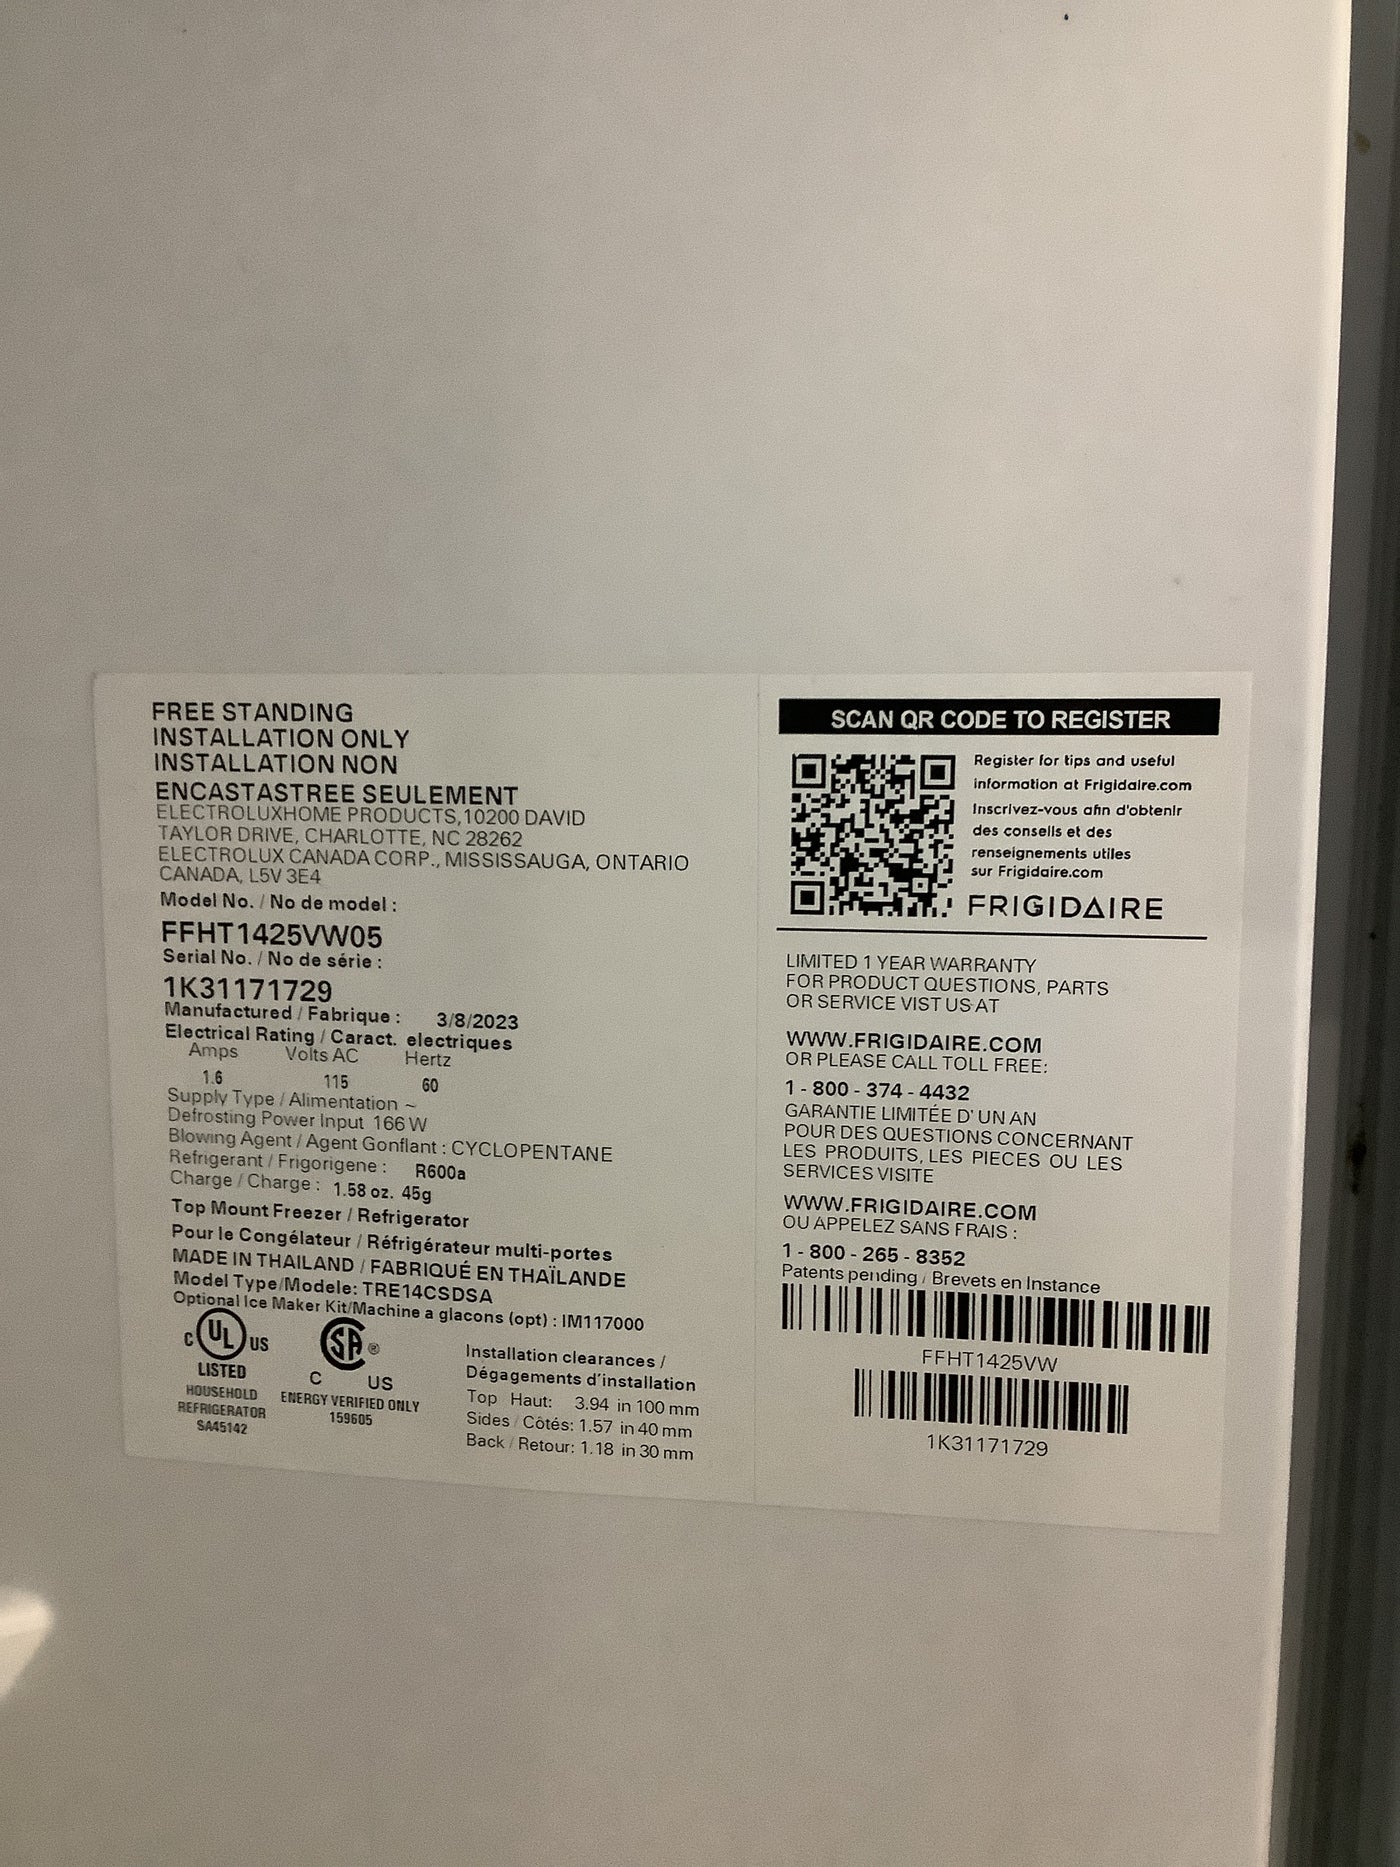 FREE STANDING
INSTALLATION ONLY
INSTALLATION NON
ENCASTASTREE SEULEMENT
ELECTROLUXHOME PRODUCTS,10200 DAVID
TAYLOR DRIVE, CHARLOTTE, NC 28262
ELECTROLUX CANADA CORP., MISSISSAUGA, ONTARIO
CANADA, L5V 3E4
Model No. / No de model :
FFHT1425VW05
Serial No. / No de série :
1K31171729
Manufactured / Fabrique : 3/8/2023
Electrical Rating / Caract. electriques
Amps Volts AC Hertz
1.6 115 60
Supply Type / Alimentation ~
Defrosting Power Input 166 W
Blowing Agent / Agent Gonflant : CYCLOPENTANE
Refrigerant / Frigorigene : R600a
Charge / Charge : 1.58 oz. 45g
Top Mount Freezer / Refrigerator
Pour le Congélateur / Réfrigérateur multi-portes
MADE IN THAILAND / FABRIQUÉ EN THAÏLANDE
Model Type/Modele: TRE14CSDSA
Optional Ice Maker Kit/Machine a glacons (opt) : IM117000
C UL US
LISTED
HOUSEHOLD
REFRIGERATOR
SA45142
SA ®
C US
ENERGY VERIFIED ONLY
159605
Installation clearances /
Dégagements d'installation
Top Haut: 3.94 in 100 mm
Sides / Côtés: 1.57 in 40 mm
Back / Retour: 1.18 in 30 mm
SCAN QR CODE TO REGISTER
Register for tips and useful
information at Frigidaire.com
Inscrivez-vous afin d'obtenir
des conseils et des
renseignements utiles
sur Frigidaire.com
FRIGIDAIRE
LIMITED 1 YEAR WARRANTY
FOR PRODUCT QUESTIONS, PARTS
OR SERVICE VIST US AT
WWW.FRIGIDAIRE.COM
OR PLEASE CALL TOLL FREE:
1 - 800 - 374 - 4432
GARANTIE LIMITÉE D' UN AN
POUR DES QUESTIONS CONCERNANT
LES PRODUITS, LES PIECES OU LES
SERVICES VISITE
WWW.FRIGIDAIRE.COM
OU APPELEZ SANS FRAIS :
1 - 800 - 265 - 8352
Patents pending / Brevets en Instance
FFHT1425VW
1K31171729